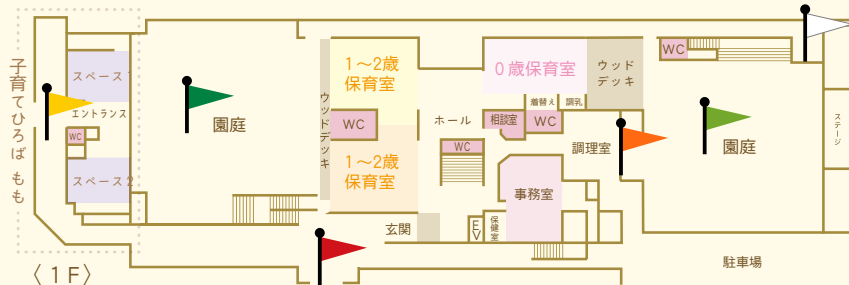 子育てひろば もも
スペース1
エントランス
WC
スペース2
〈1F〉
園庭
ウッドデッキ
1～2歳
保育室
WC
1～2歳
保育室
玄関
ホール
WC
EV
保健室
0歳保育室
着替え
調乳
相談室
WC
事務室
調理室
ウッド
デッキ
WC
園庭
ステージ
駐車場